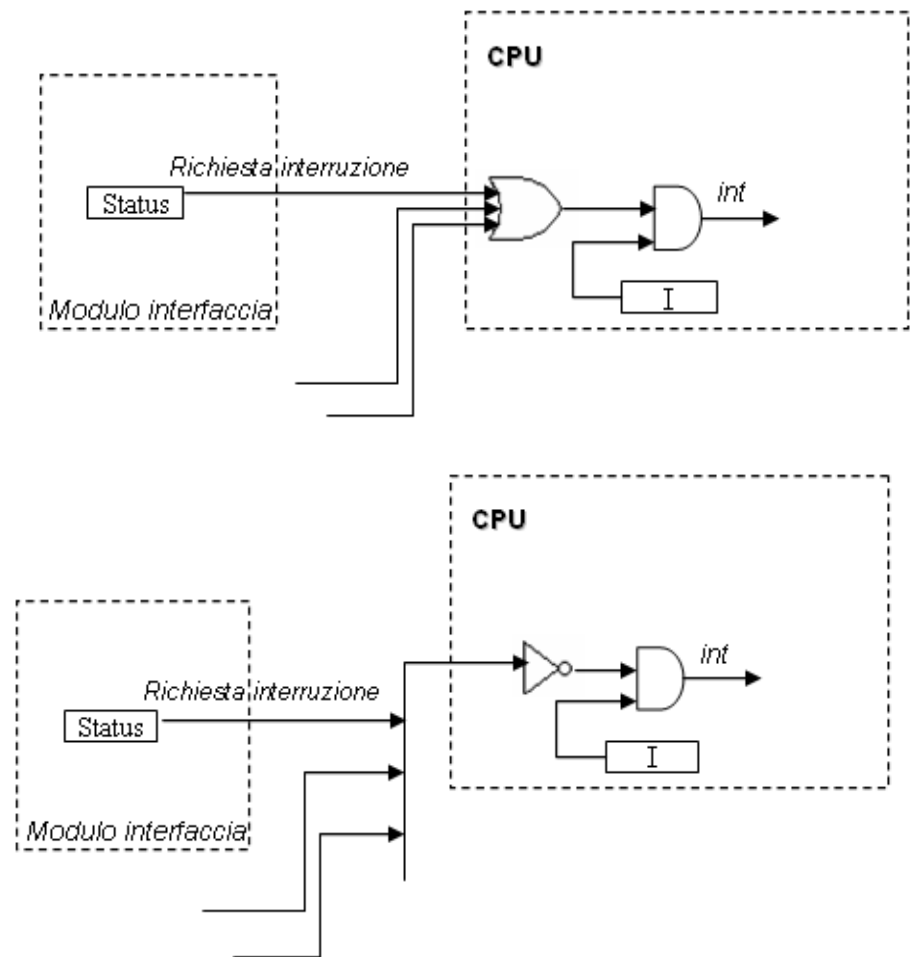 CPU
Richiesta interruzione
Status
int
I
Modulo interfaccia
CPU
Richiesta interruzione
Status
int
I
Modulo interfaccia